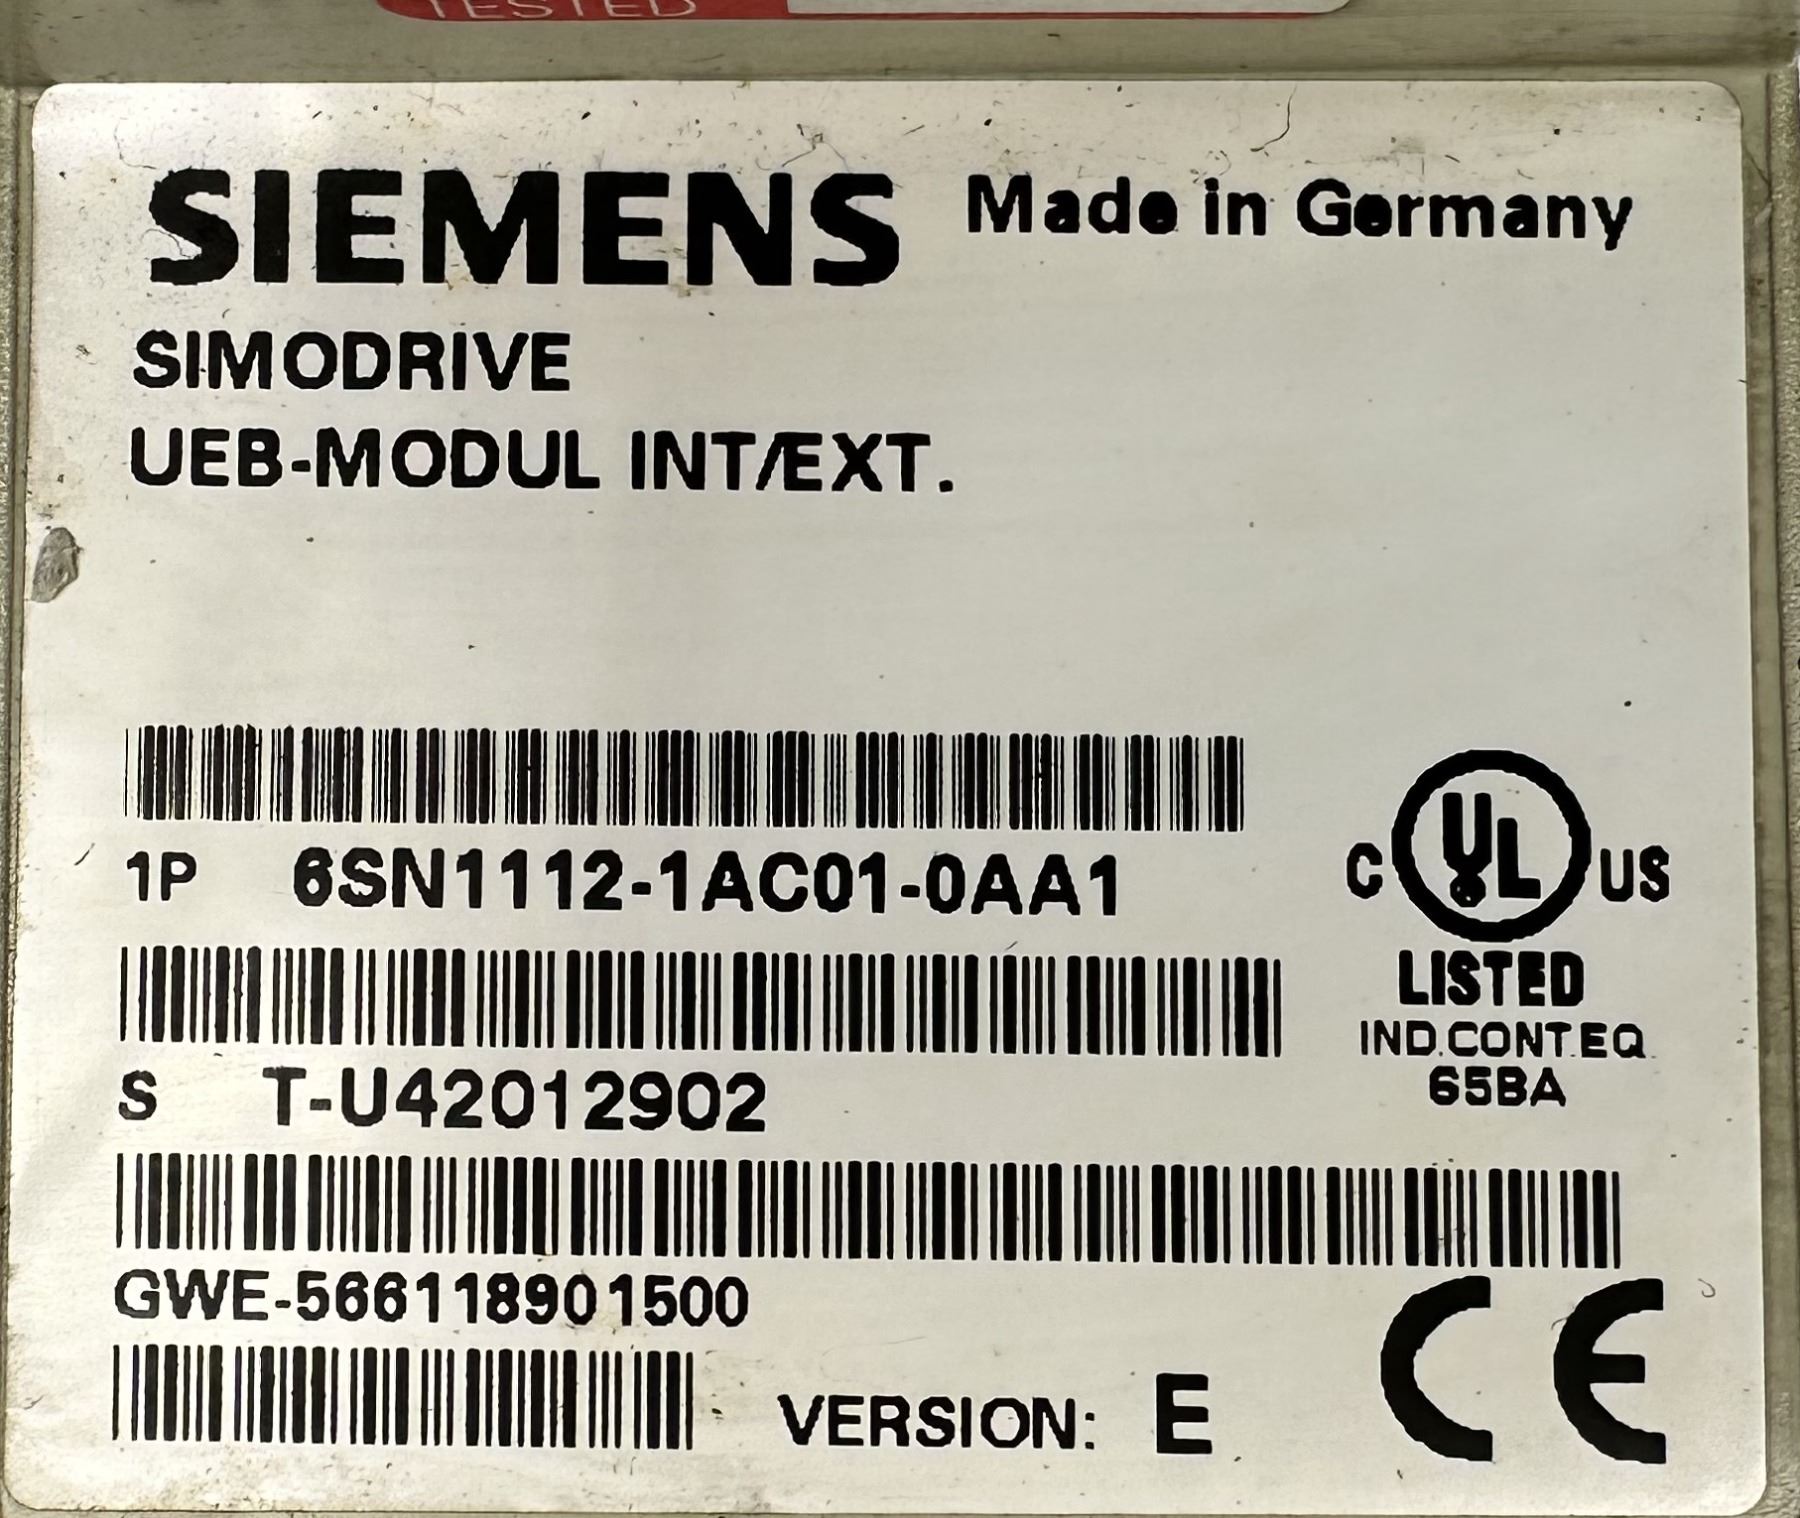 TESTED
SIEMENS Made in Germany
SIMODRIVE
UEB-MODUL INT/EXT.
1P 6SN1112-1AC01-0AA1
C UL US
LISTED
IND.CONT.EQ.
65BA
S T-U42012902
GWE-566118901500
VERSION: E
CE